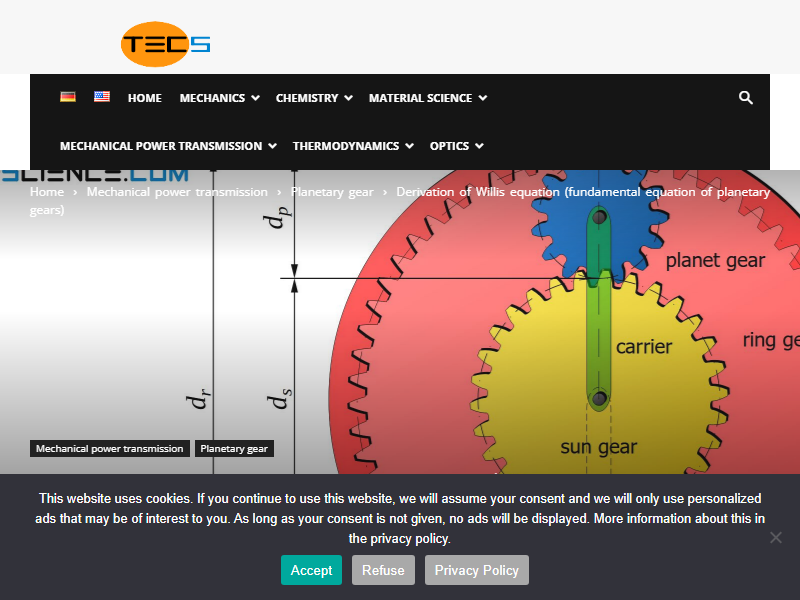 TECS
HOME MECHANICS CHEMISTRY MATERIAL SCIENCE
MECHANICAL POWER TRANSMISSION THERMODYNAMICS OPTICS
SCIENCE.COM
Home › Mechanical power transmission › Planetary gear › Derivation of Willis equation (fundamental equation of planetary
gears)
dp
planet gear
ring ge
carrier
dr
ds
sun gear
Mechanical power transmission Planetary gear
This website uses cookies. If you continue to use this website, we will assume your consent and we will only use personalized
ads that may be of interest to you. As long as your consent is not given, no ads will be displayed. More information about this in
the privacy policy.
Accept Refuse Privacy Policy